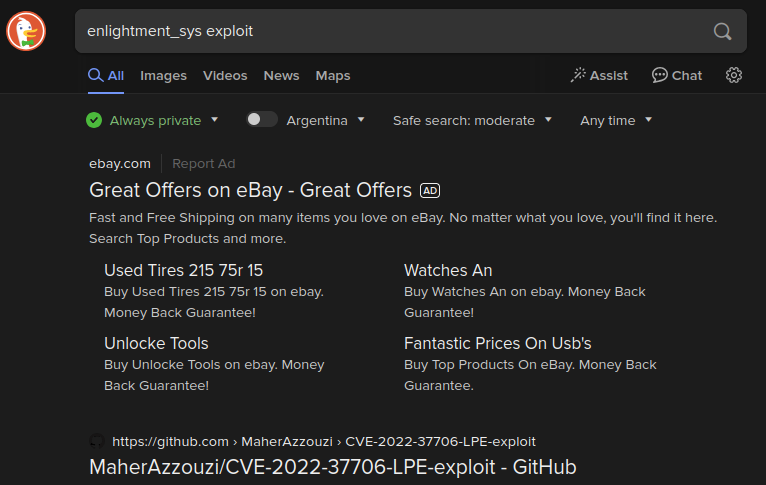 enlightment_sys exploit
All Images Videos News Maps Assist Chat
Always private Argentina Safe search: moderate Any time
ebay.com Report Ad
Great Offers on eBay - Great Offers AD
Fast and Free Shipping on many items you love on eBay. No matter what you love, you'll find it here.
Search Top Products and more.
Used Tires 215 75r 15
Buy Used Tires 215 75r 15 on ebay.
Money Back Guarantee!
Watches An
Buy Watches An on ebay. Money Back
Guarantee!
Unlocke Tools
Buy Unlocke Tools on ebay. Money
Back Guarantee!
Fantastic Prices On Usb's
Buy Top Products On eBay. Money Back
Guarantee.
https://github.com › MaherAzzouzi › CVE-2022-37706-LPE-exploit
MaherAzzouzi/CVE-2022-37706-LPE-exploit - GitHub